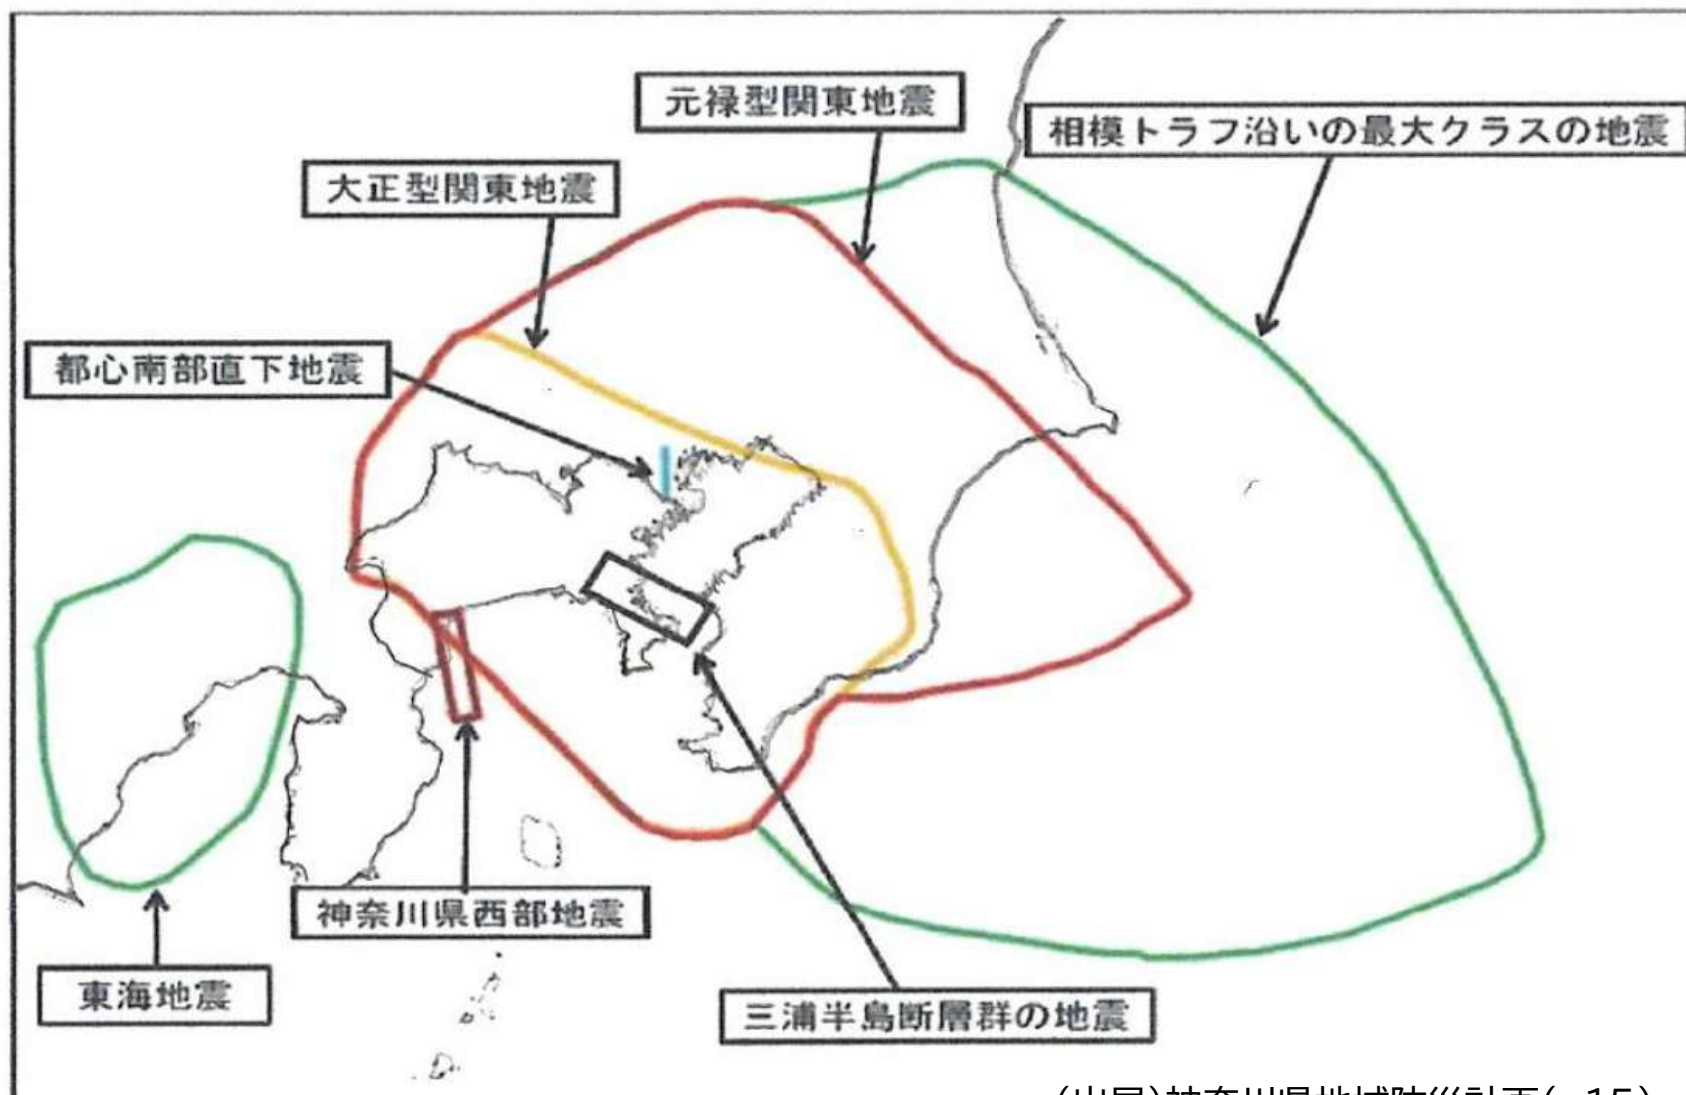 元禄型関東地震
相模トラフ沿いの最大クラスの地震
大正型関東地震
都心南部直下地震
神奈川県西部地震
東海地震
三浦半島断層群の地震